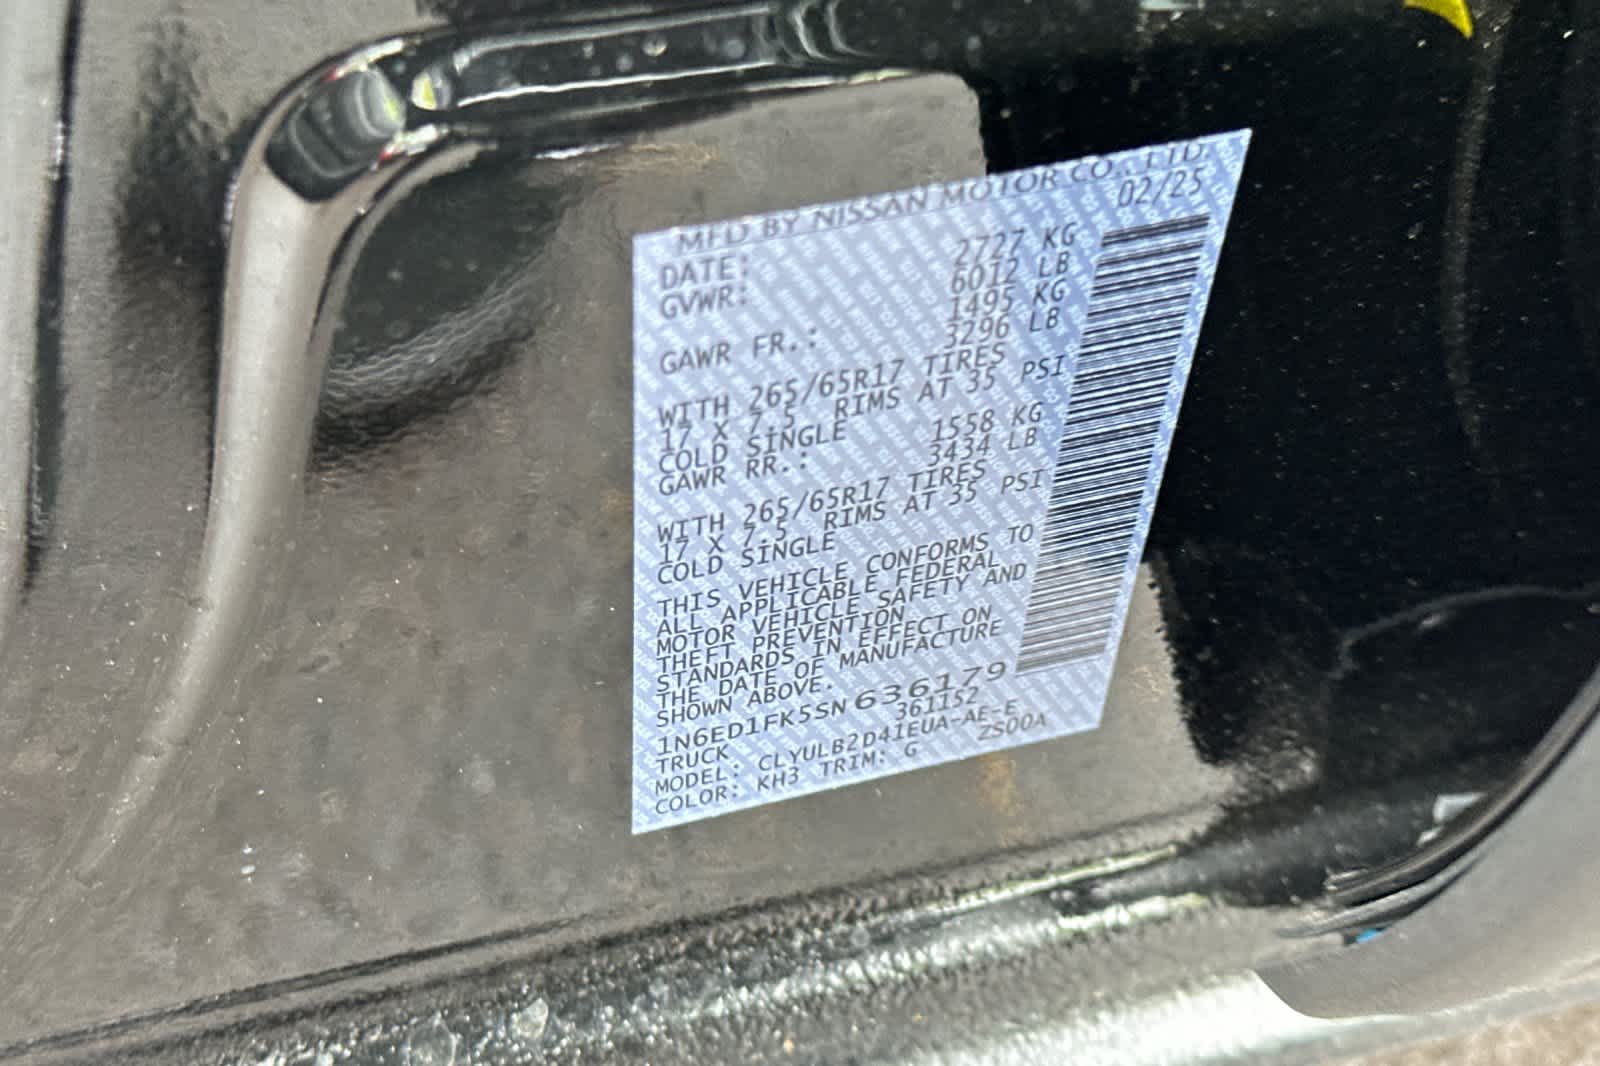 MFD BY NISSAN MOTOR CO., LTD.
DATE: 02/25
GVWR: 2727 KG
6012 LB
GAWR FR.: 1495 KG
3296 LB
WITH 265/65R17 TIRES
17 X 7.5 RIMS AT 35 PSI
COLD SINGLE
GAWR RR.: 1558 KG
3434 LB
WITH 265/65R17 TIRES
17 X 7.5 RIMS AT 35 PSI
COLD SINGLE
THIS VEHICLE CONFORMS TO
ALL APPLICABLE FEDERAL
MOTOR VEHICLE SAFETY AND
THEFT PREVENTION
STANDARDS IN EFFECT ON
THE DATE OF MANUFACTURE
SHOWN ABOVE.
1N6ED1FK5SN636179
TRUCK 361152
MODEL: CLYULB2D41EUA-AE-E
COLOR: KH3 TRIM: G ZS00A